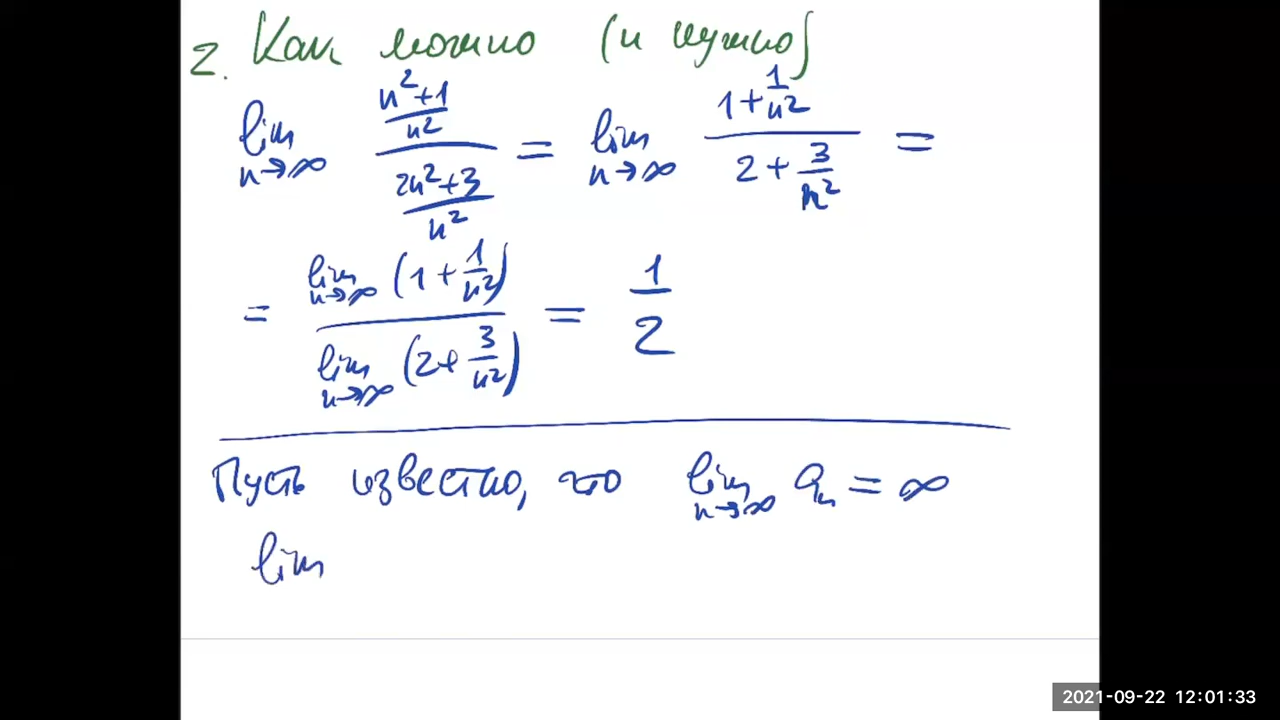 2. Как можно (и нужно)
lim n→∞ ((n²+1)/n²)/((2n²+3)/n²) = lim n→∞ (1+1/n²)/(2+3/n²) =
= (lim n→∞ (1+1/n²))/(lim n→∞ (2+3/n²)) = 1/2
Пусть известно, что lim n→∞ aₙ = ∞
lim
2021-09-22 12:01:33